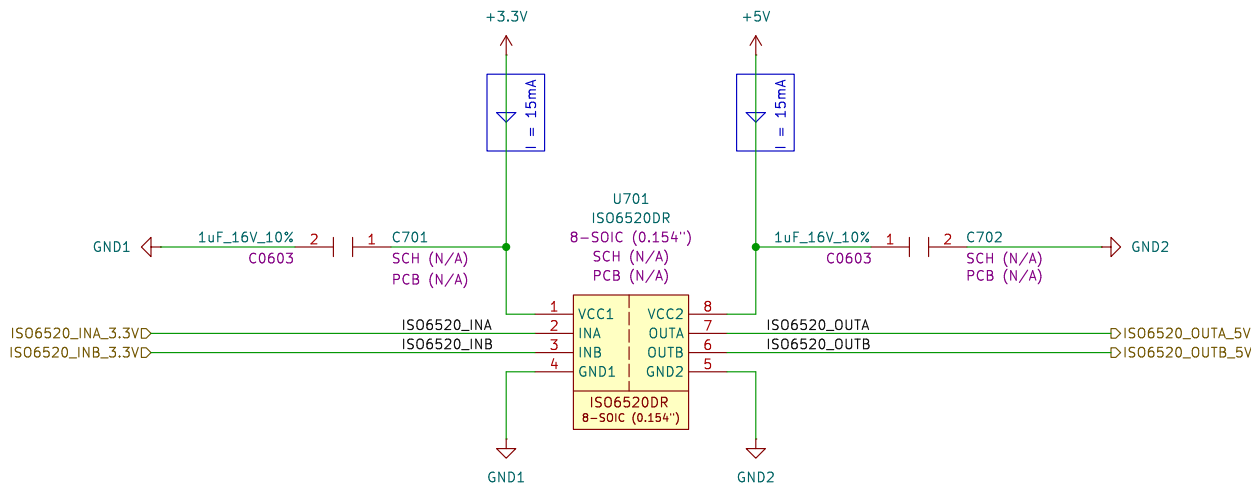 +3.3V
+5V
I = 15mA
I = 15mA
U701
ISO6520DR
8-SOIC (0.154")
SCH (N/A)
PCB (N/A)
GND1
1uF_16V_10%
C0603
2
1
C701
SCH (N/A)
PCB (N/A)
1uF_16V_10%
C0603
1
2
C702
SCH (N/A)
PCB (N/A)
GND2
1
VCC1
VCC2
8
ISO6520_INA_3.3V
ISO6520_INA
2
INA
OUTA
7
ISO6520_OUTA
ISO6520_OUTA_5V
ISO6520_INB_3.3V
ISO6520_INB
3
INB
OUTB
6
ISO6520_OUTB
ISO6520_OUTB_5V
4
GND1
GND2
5
ISO6520DR
8-SOIC (0.154")
GND1
GND2